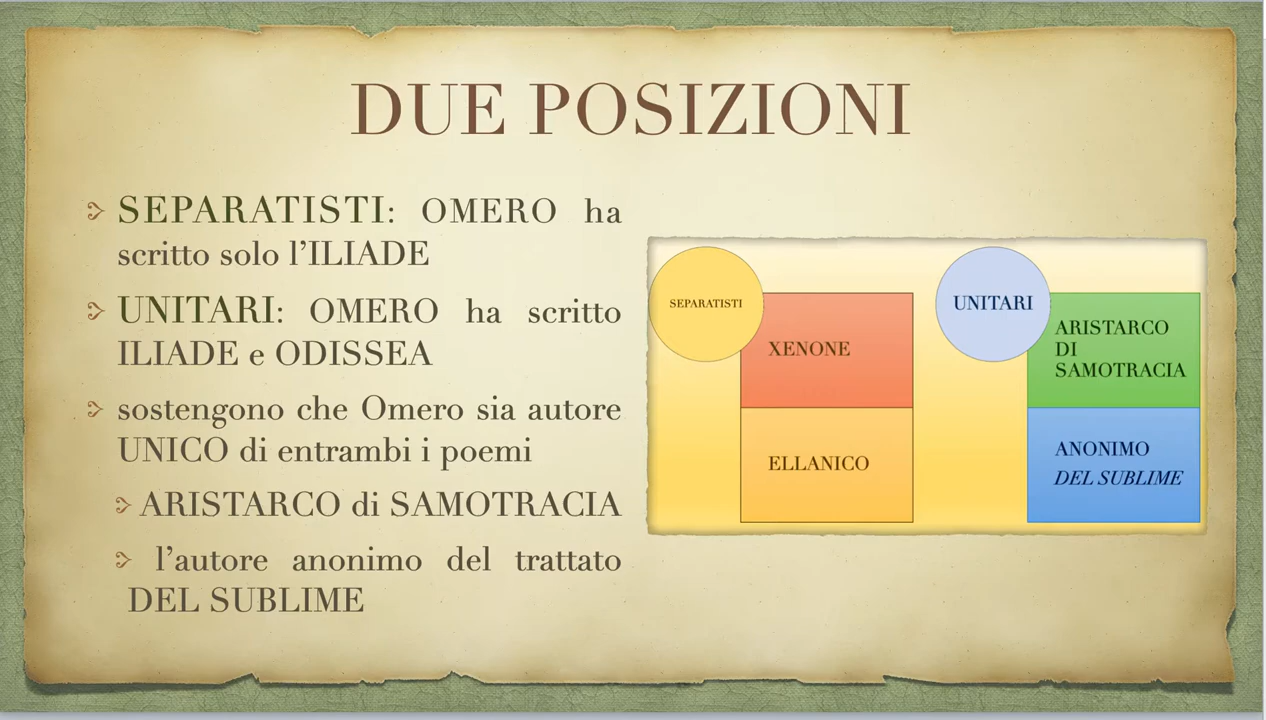 DUE POSIZIONI
SEPARATISTI: OMERO ha
scritto solo l’ILIADE
UNITARI: OMERO ha scritto
ILIADE e ODISSEA
sostengono che Omero sia autore
UNICO di entrambi i poemi
ARISTARCO di SAMOTRACIA
l’autore anonimo del trattato
DEL SUBLIME
SEPARATISTI
XENONE
ELLANICO
UNITARI
ARISTARCO
DI
SAMOTRACIA
ANONIMO
DEL SUBLIME